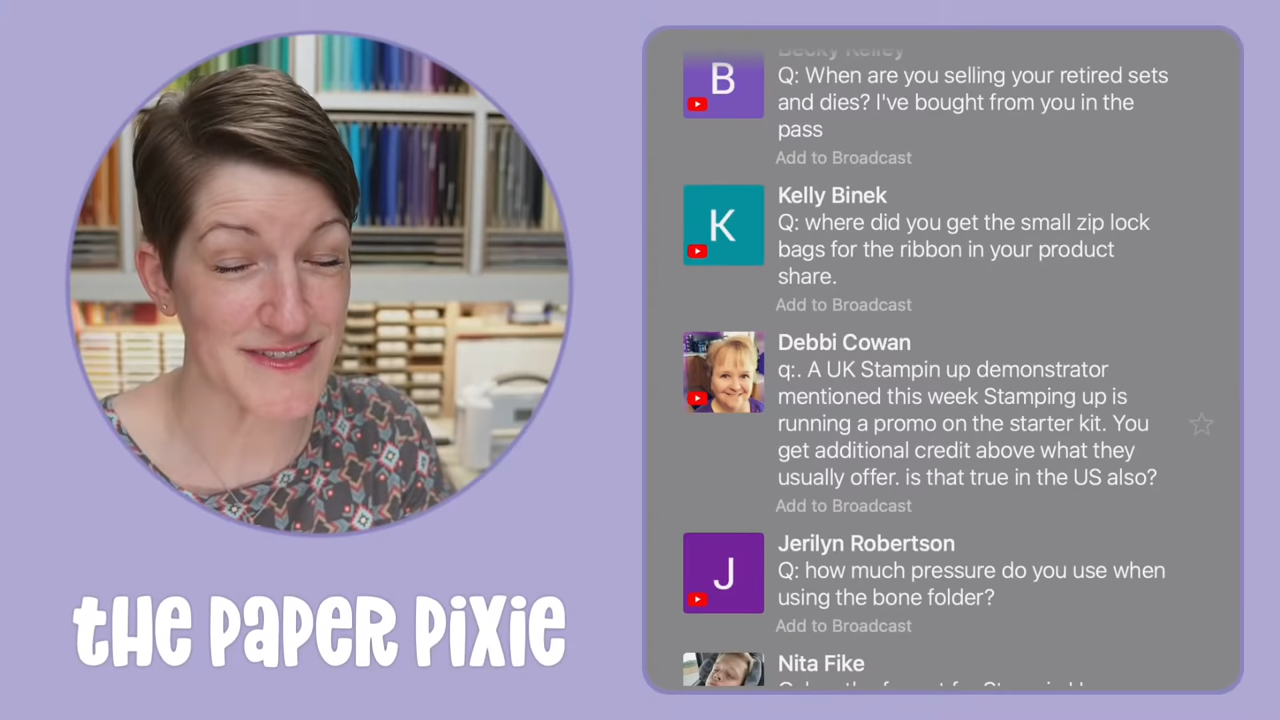 Becky Kelley
B
Q: When are you selling your retired sets
and dies? I've bought from you in the
pass
Add to Broadcast
K
Kelly Binek
Q: where did you get the small zip lock
bags for the ribbon in your product
share.
Add to Broadcast
Debbi Cowan
q:. A UK Stampin up demonstrator
mentioned this week Stamping up is
running a promo on the starter kit. You
get additional credit above what they
usually offer. is that true in the US also?
Add to Broadcast
J
Jerilyn Robertson
Q: how much pressure do you use when
using the bone folder?
Add to Broadcast
Nita Fike
the paper pixie